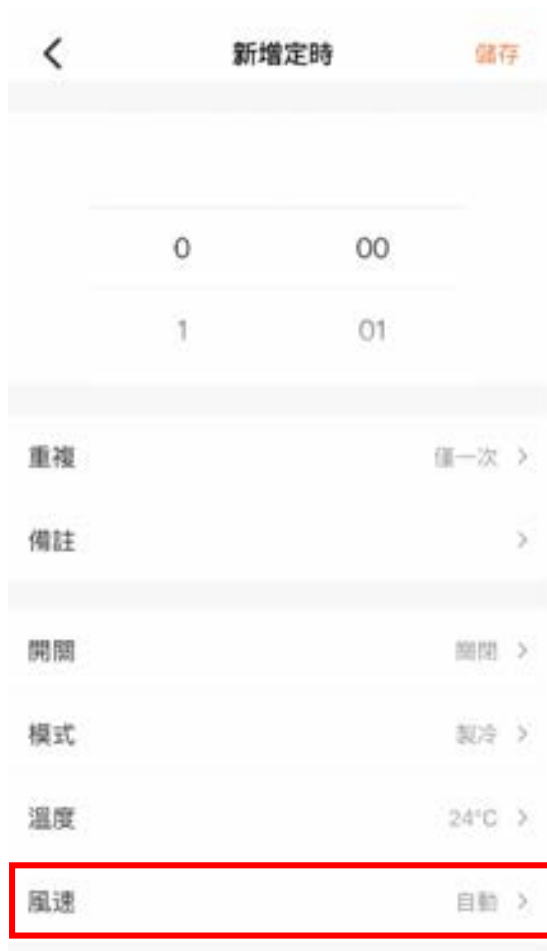 新增定時 儲存
0 00
1 01
重複 僅一次
備註
開關 關閉
模式 製冷
溫度 24°C
風速 自動